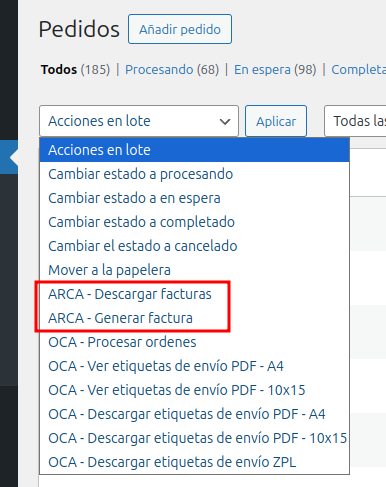 Pedidos Añadir pedido
Todos (185) | Procesando (68) | En espera (98) | Completa
Acciones en lote Aplicar Todas las
Acciones en lote
Cambiar estado a procesando
Cambiar estado a en espera
Cambiar estado a completado
Cambiar el estado a cancelado
Mover a la papelera
ARCA - Descargar facturas
ARCA - Generar factura
OCA - Procesar ordenes
OCA - Ver etiquetas de envío PDF - A4
OCA - Ver etiquetas de envío PDF - 10x15
OCA - Descargar etiquetas de envío PDF - A4
OCA - Descargar etiquetas de envío PDF - 10x15
OCA - Descargar etiquetas de envío ZPL